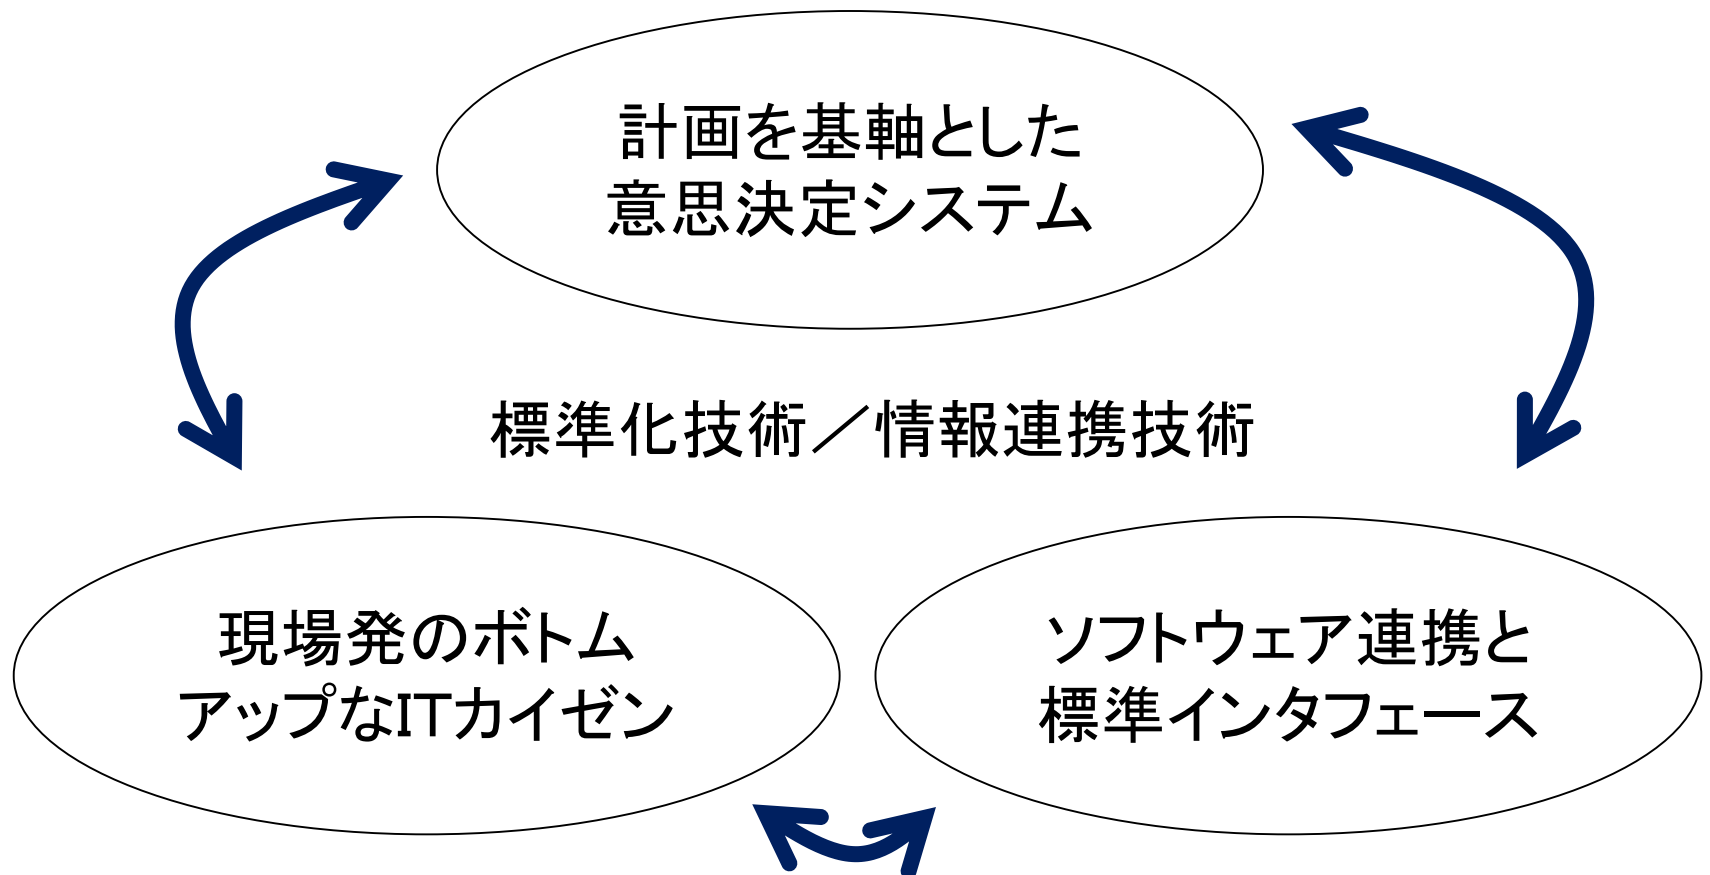 計画を基軸とした
意思決定システム
標準化技術／情報連携技術
現場発のボトム
アップなITカイゼン
ソフトウェア連携と
標準インタフェース